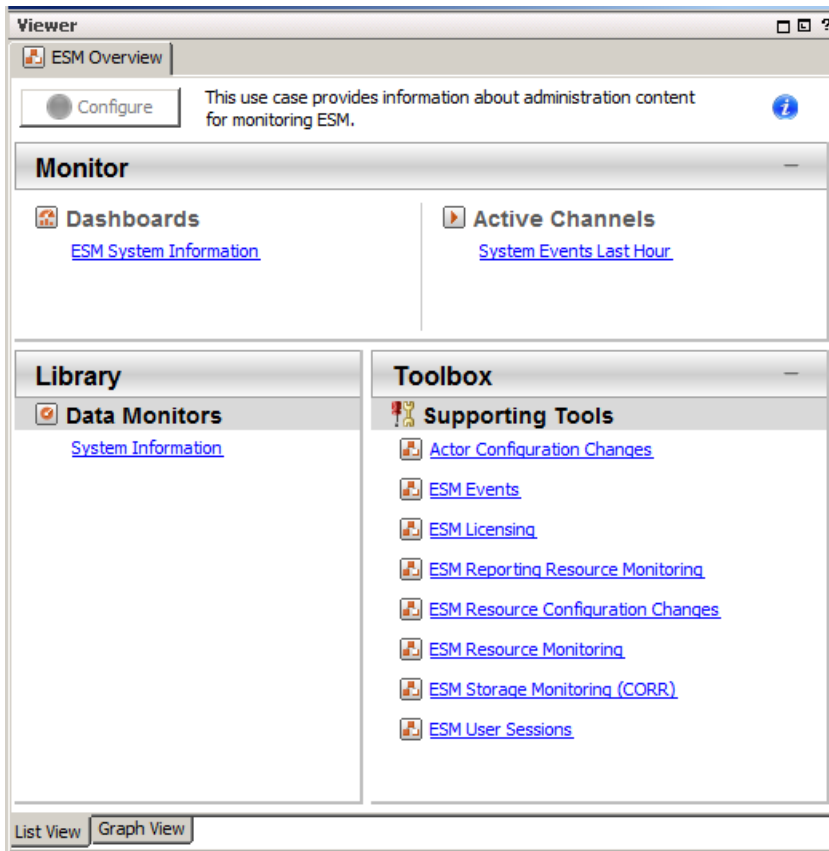 Viewer
ESM Overview
Configure
This use case provides information about administration content
for monitoring ESM.
Monitor
Dashboards
ESM System Information
Active Channels
System Events Last Hour
Library
Data Monitors
System Information
Toolbox
Supporting Tools
Actor Configuration Changes
ESM Events
ESM Licensing
ESM Reporting Resource Monitoring
ESM Resource Configuration Changes
ESM Resource Monitoring
ESM Storage Monitoring (CORR)
ESM User Sessions
List View
Graph View